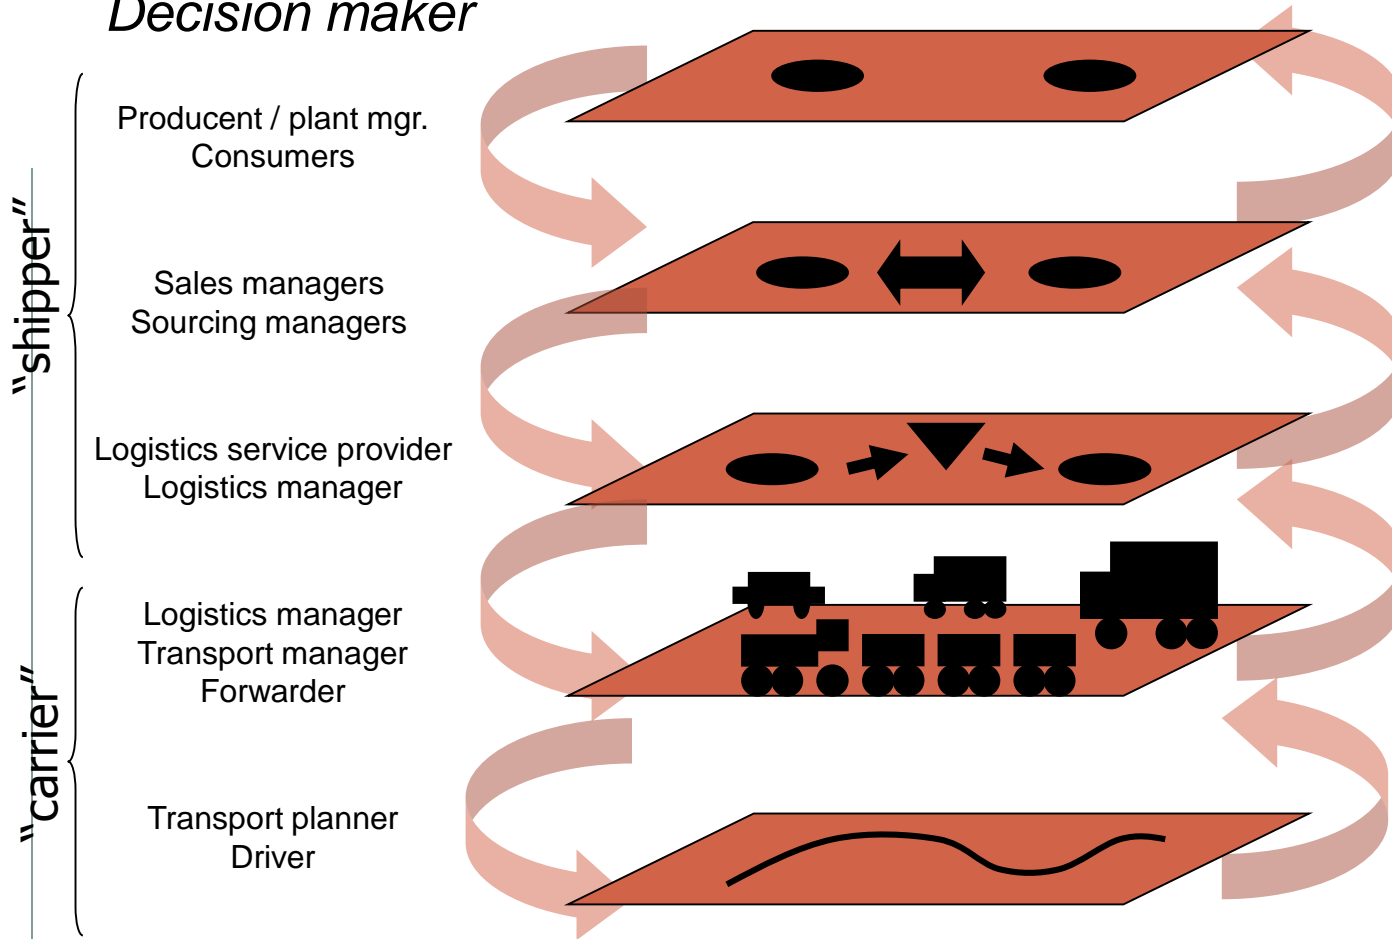 Decision maker
Producent / plant mgr.
Consumers
Sales managers
Sourcing managers
Logistics service provider
Logistics manager
Logistics manager
Transport manager
Forwarder
Transport planner
Driver
“shipper”
“carrier”